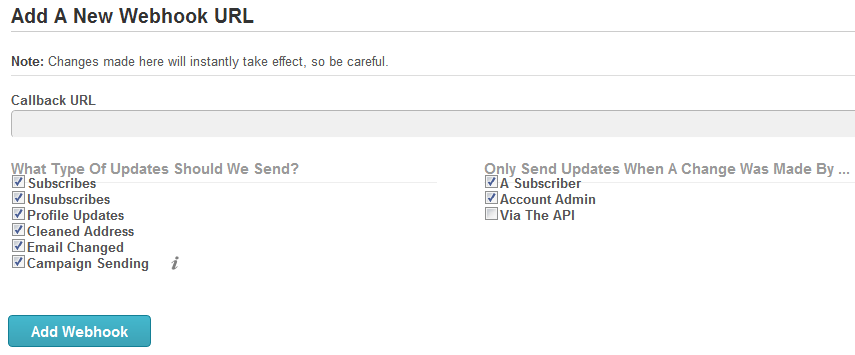 Add A New Webhook URL
Note: Changes made here will instantly take effect, so be careful.
Callback URL
What Type Of Updates Should We Send?
Subscribes
Unsubscribes
Profile Updates
Cleaned Address
Email Changed
Campaign Sending i
Only Send Updates When A Change Was Made By ...
A Subscriber
Account Admin
Via The API
Add Webhook